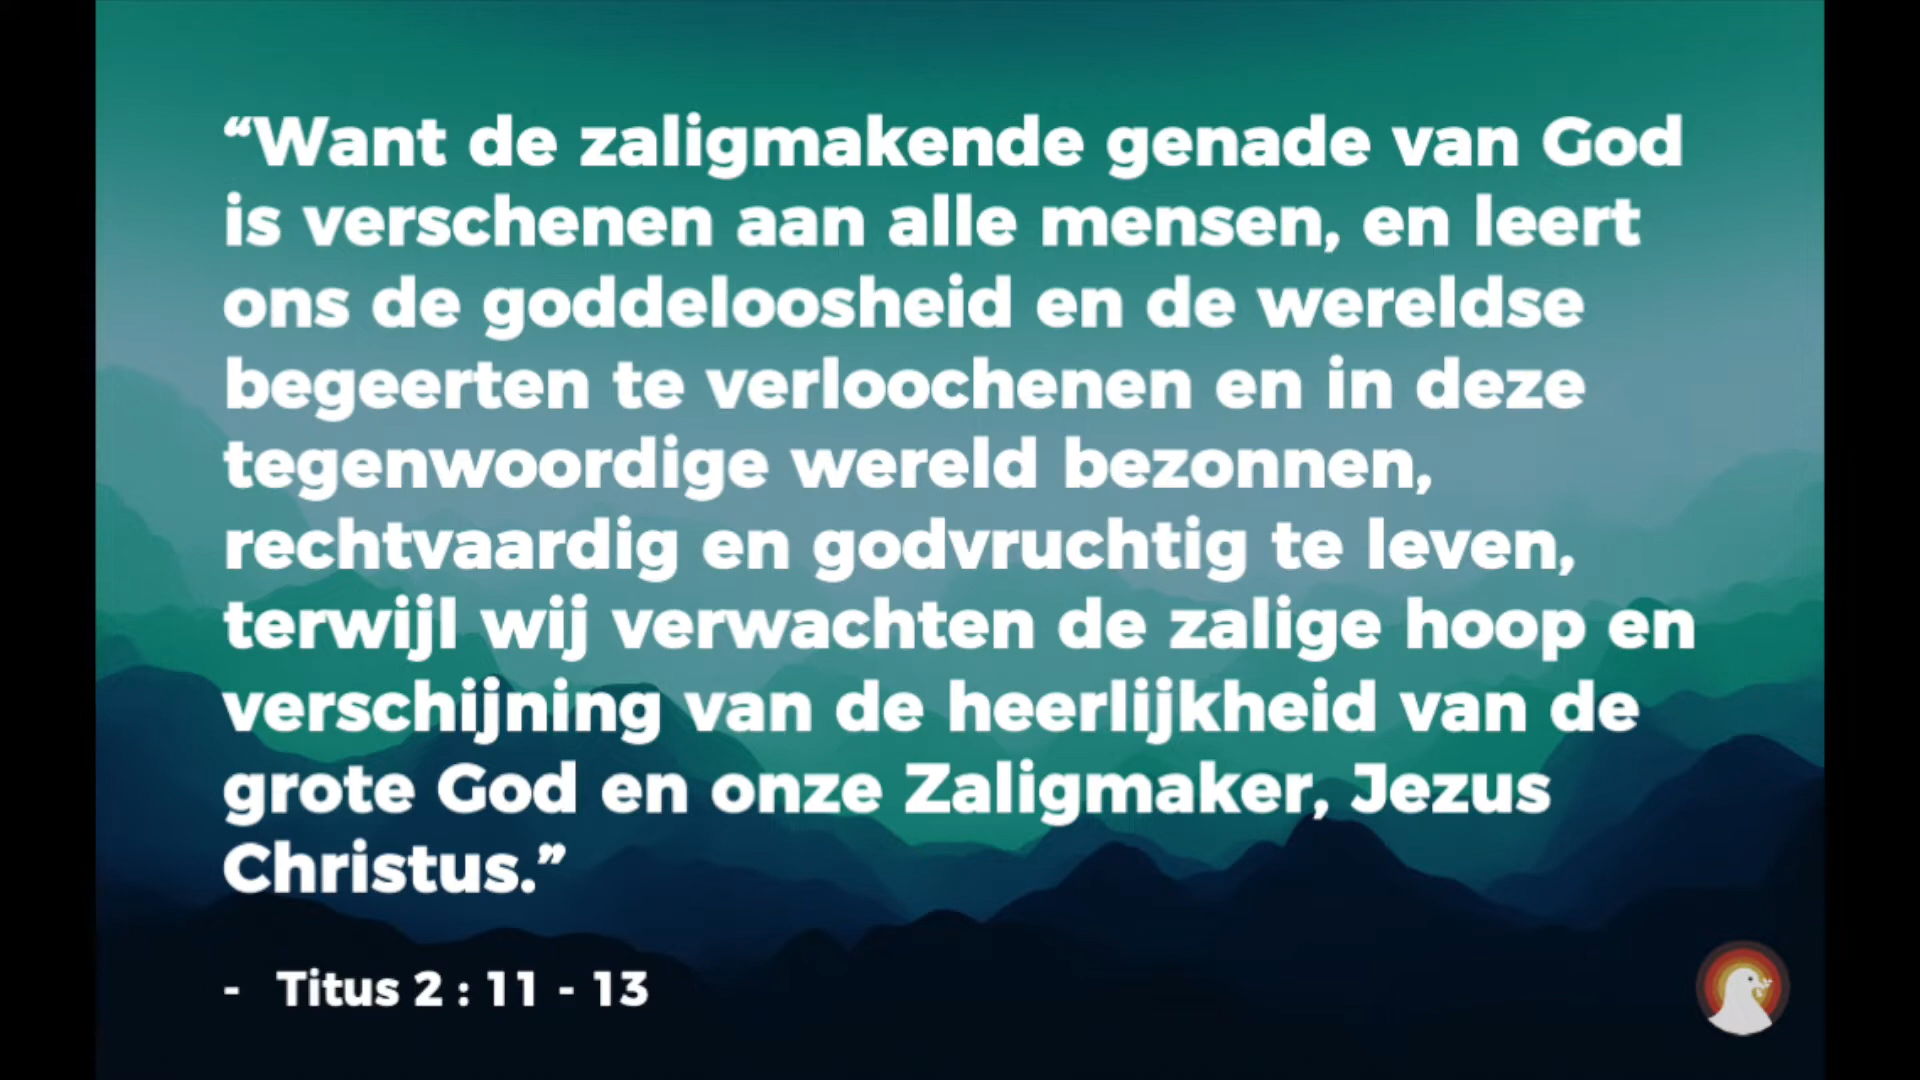 “Want de zaligmakende genade van God
is verschenen aan alle mensen, en leert
ons de goddeloosheid en de wereldse
begeerten te verloochenen en in deze
tegenwoordige wereld bezonnen,
rechtvaardig en godvruchtig te leven,
terwijl wij verwachten de zalige hoop en
verschijning van de heerlijkheid van de
grote God en onze Zaligmaker, Jezus
Christus.”
- Titus 2 : 11 - 13